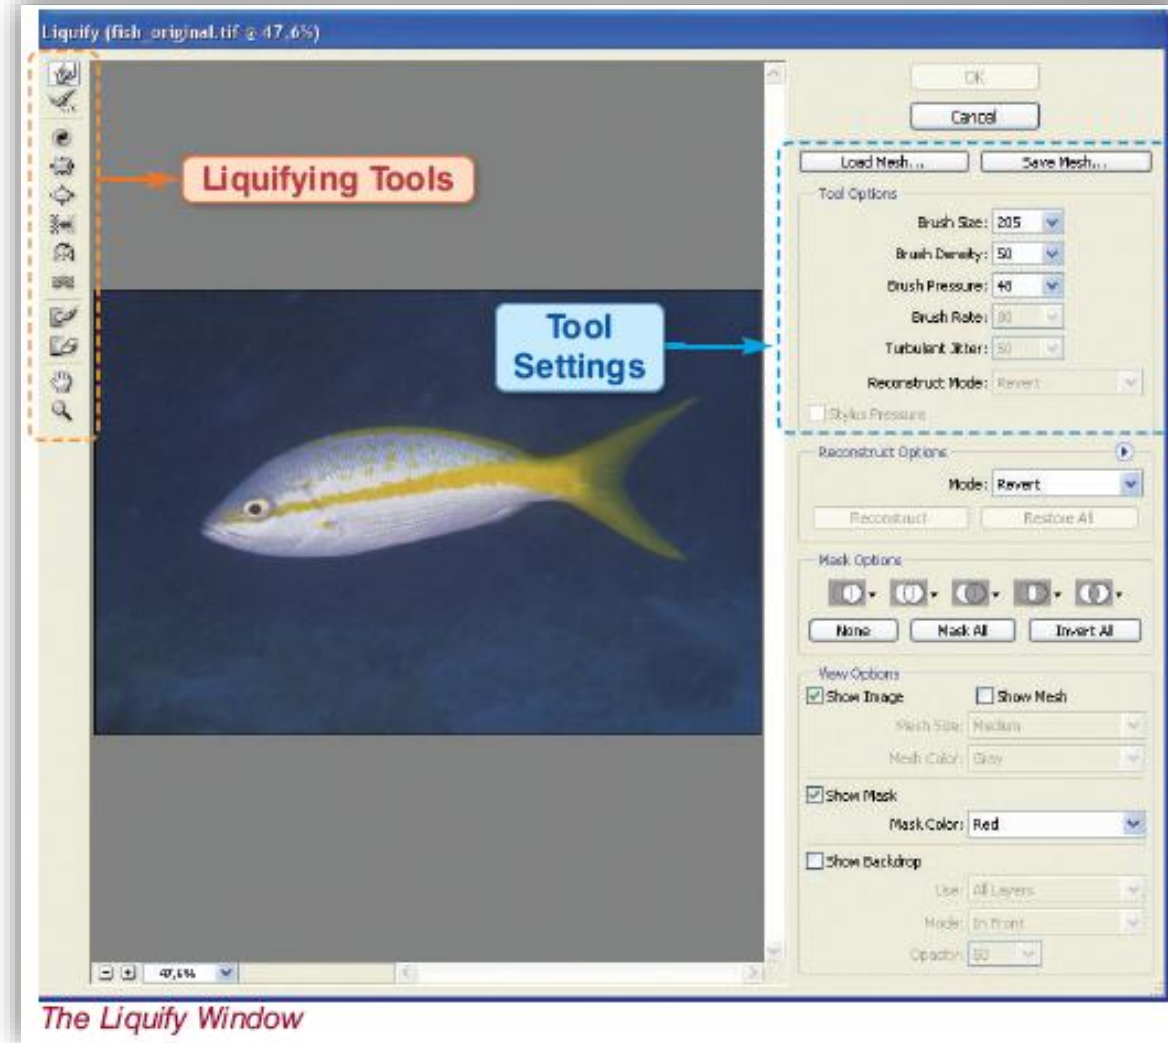 Liquify (fish_original.tif @ 47,6%)
OK
Cancel
Load Mesh... Save Mesh...
Liquifying Tools
Tool Options
Brush Size: 205
Brush Density: 50
Brush Pressure: 48
Brush Rate: 80
Turbulent Jitter: 50
Reconstruct Mode: Revert
Stylus Pressure
Tool
Settings
Reconstruct Options
Mode: Revert
Reconstruct Restore All
Mask Options
None Mask All Invert All
View Options
Show Image Show Mesh
Mesh Size: Medium
Mesh Color: Gray
Show Mask
Mask Color: Red
Show Backdrop
Use: All Layers
Mode: In Front
Opacity: 50
47,6%
The Liquify Window